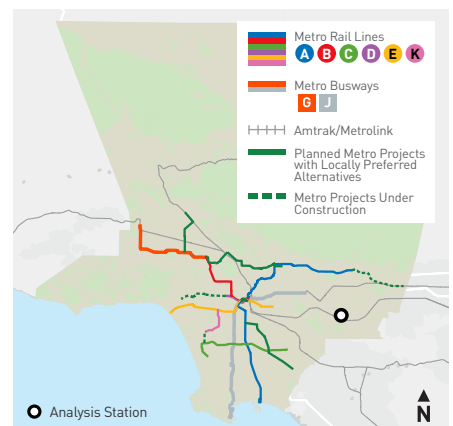 Metro Rail Lines
A B C D E K
Metro Busways
G J
Amtrak/Metrolink
Planned Metro Projects
with Locally Preferred
Alternatives
Metro Projects Under
Construction
Analysis Station
N